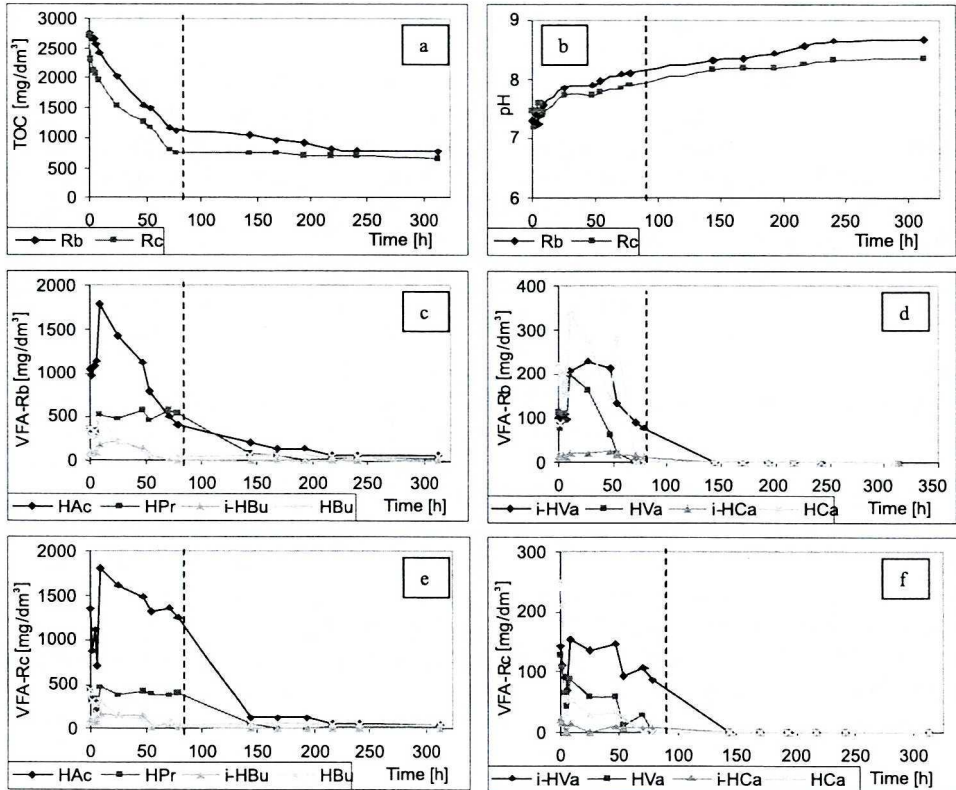 a
TOC [mg/dm³]
3000
2500
2000
1500
1000
500
0
0 50 100 150 200 250 300
Time [h]
Rb Rc
b
pH
9
8
7
6
0 50 100 150 200 250 300
Time [h]
Rb Rc
c
VFA-Rb [mg/dm³]
2000
1500
1000
500
0
0 50 100 150 200 250 300
Time [h]
HAc HPr i-HBu HBu
d
VFA-Rb [mg/dm³]
400
300
200
100
0
0 50 100 150 200 250 300 350
Time [h]
i-HVa HVa i-HCa HCa
e
VFA-Rc [mg/dm³]
2000
1500
1000
500
0
0 50 100 150 200 250 300
Time [h]
HAc HPr i-HBu HBu
f
VFA-Rc [mg/dm³]
300
200
100
0
0 50 100 150 200 250 300
Time [h]
i-HVa HVa i-HCa HCa